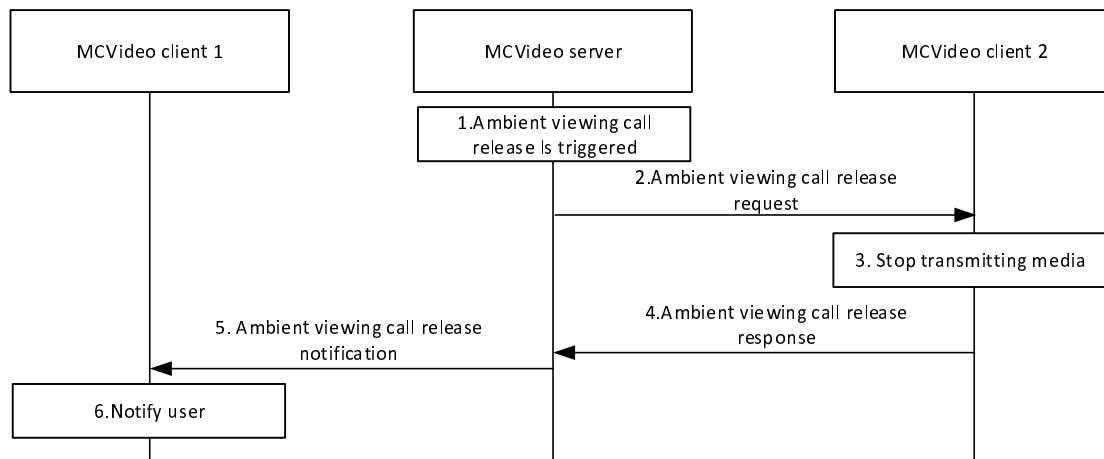 MCVideo client 1
MCVideo server
MCVideo client 2
1.Ambient viewing call
release Is triggered
2.Ambient viewing call release
request
3. Stop transmitting media
4.Ambient viewing call release
response
5. Ambient viewing call release
notification
6.Notify user